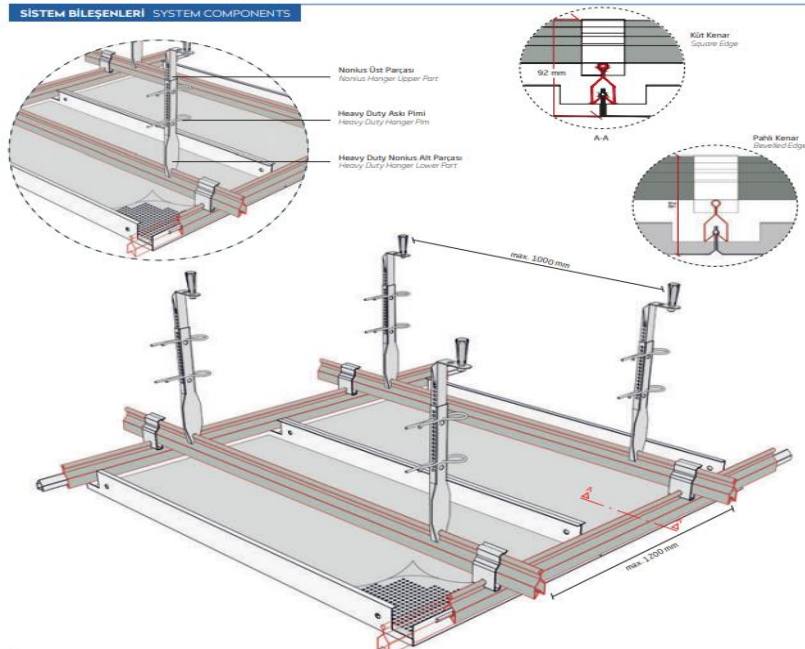 SİSTEM BİLEŞENLERİ SYSTEM COMPONENTS
Nonius Üst Parçası
Nonius Hanger Upper Part
Heavy Duty Askı Pimi
Heavy Duty Hanger Pim
Heavy Duty Nonius Alt Parçası
Heavy Duty Hanger Lower Part
92 mm
A-A
Küt Kenar
Square Edge
Pahlı Kenar
Bevelled Edge
max. 1000 mm
max. 1200 mm